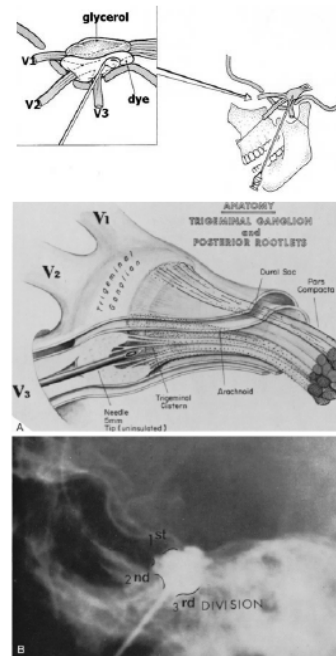 glycerol
V1
dye
V2
V3
ANATOMY
TRIGEMINAL GANGLION
and
POSTERIOR ROOTLETS
V1
V2
Trigeminal
Ganglion
Dural Sac
Pars
Compacta
V3
Arachnoid
Trigeminal
Cistern
Needle
5mm
Tip (uninsulated)
A
1st
2nd
3rd DIVISION
B